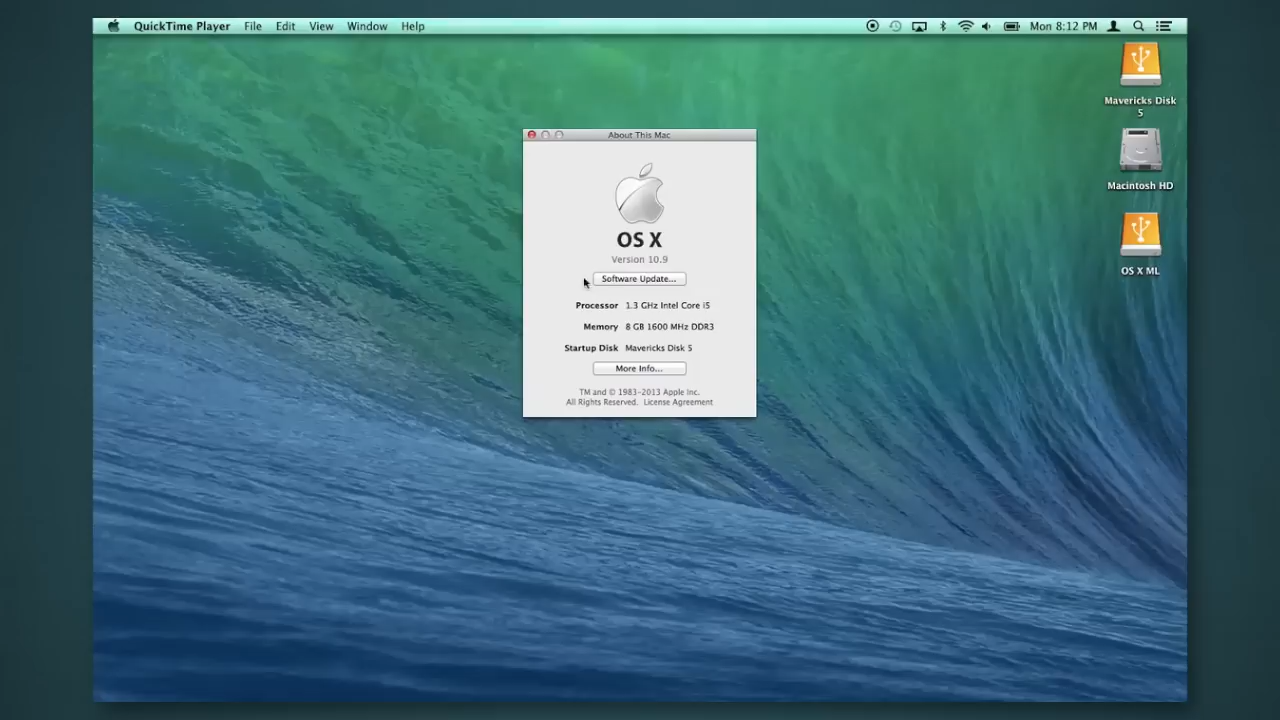 QuickTime Player File Edit View Window Help Mon 8:12 PM
Mavericks Disk
5
Macintosh HD
OS X ML
About This Mac
OS X
Version 10.9
Software Update...
Processor 1.3 GHz Intel Core i5
Memory 8 GB 1600 MHz DDR3
Startup Disk Mavericks Disk 5
More Info...
TM and © 1983–2013 Apple Inc.
All Rights Reserved. License Agreement